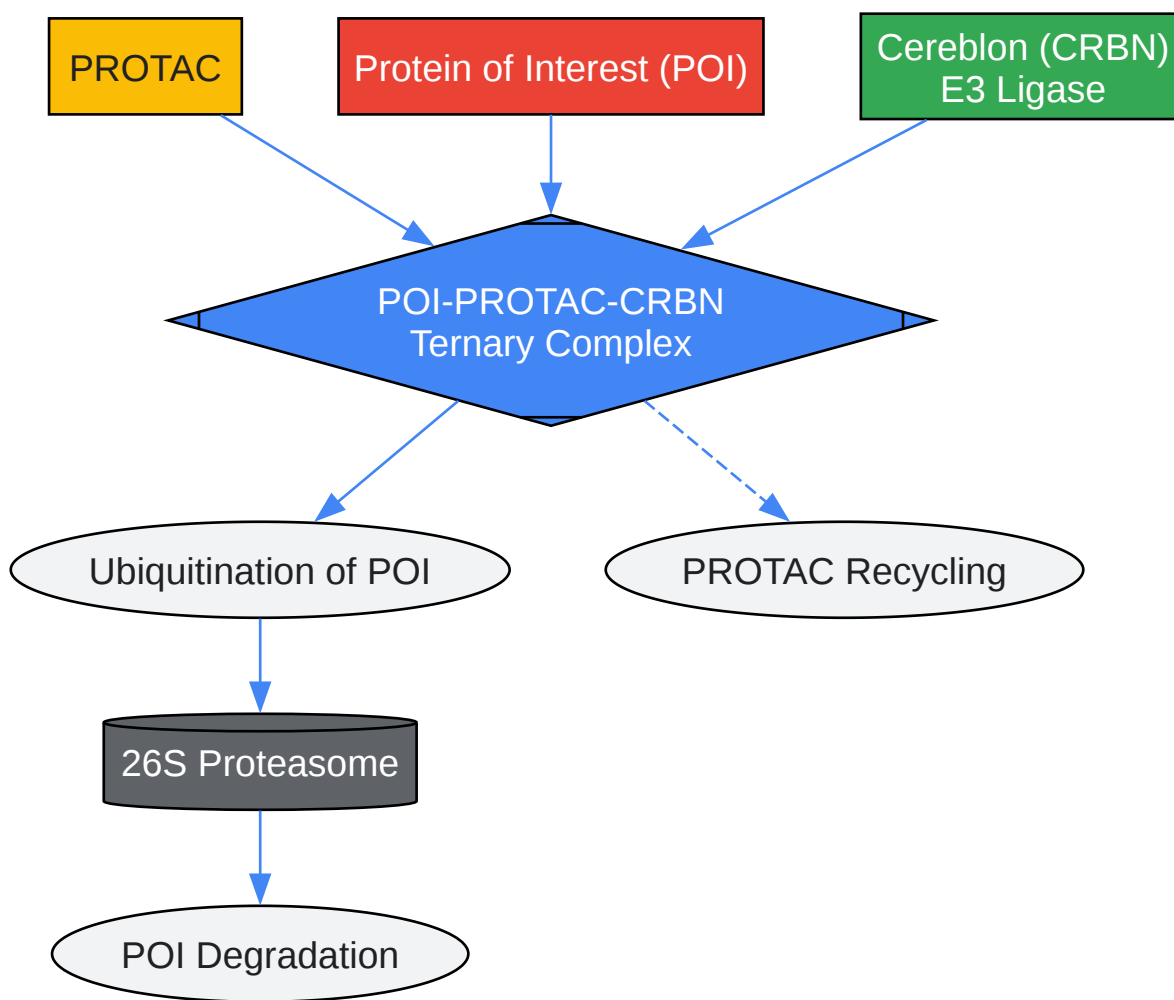 PROTAC
Protein of Interest (POI)
Cereblon (CRBN)
E3 Ligase
POI-PROTAC-CRBN
Ternary Complex
Ubiquitination of POI
PROTAC Recycling
26S Proteasome
POI Degradation